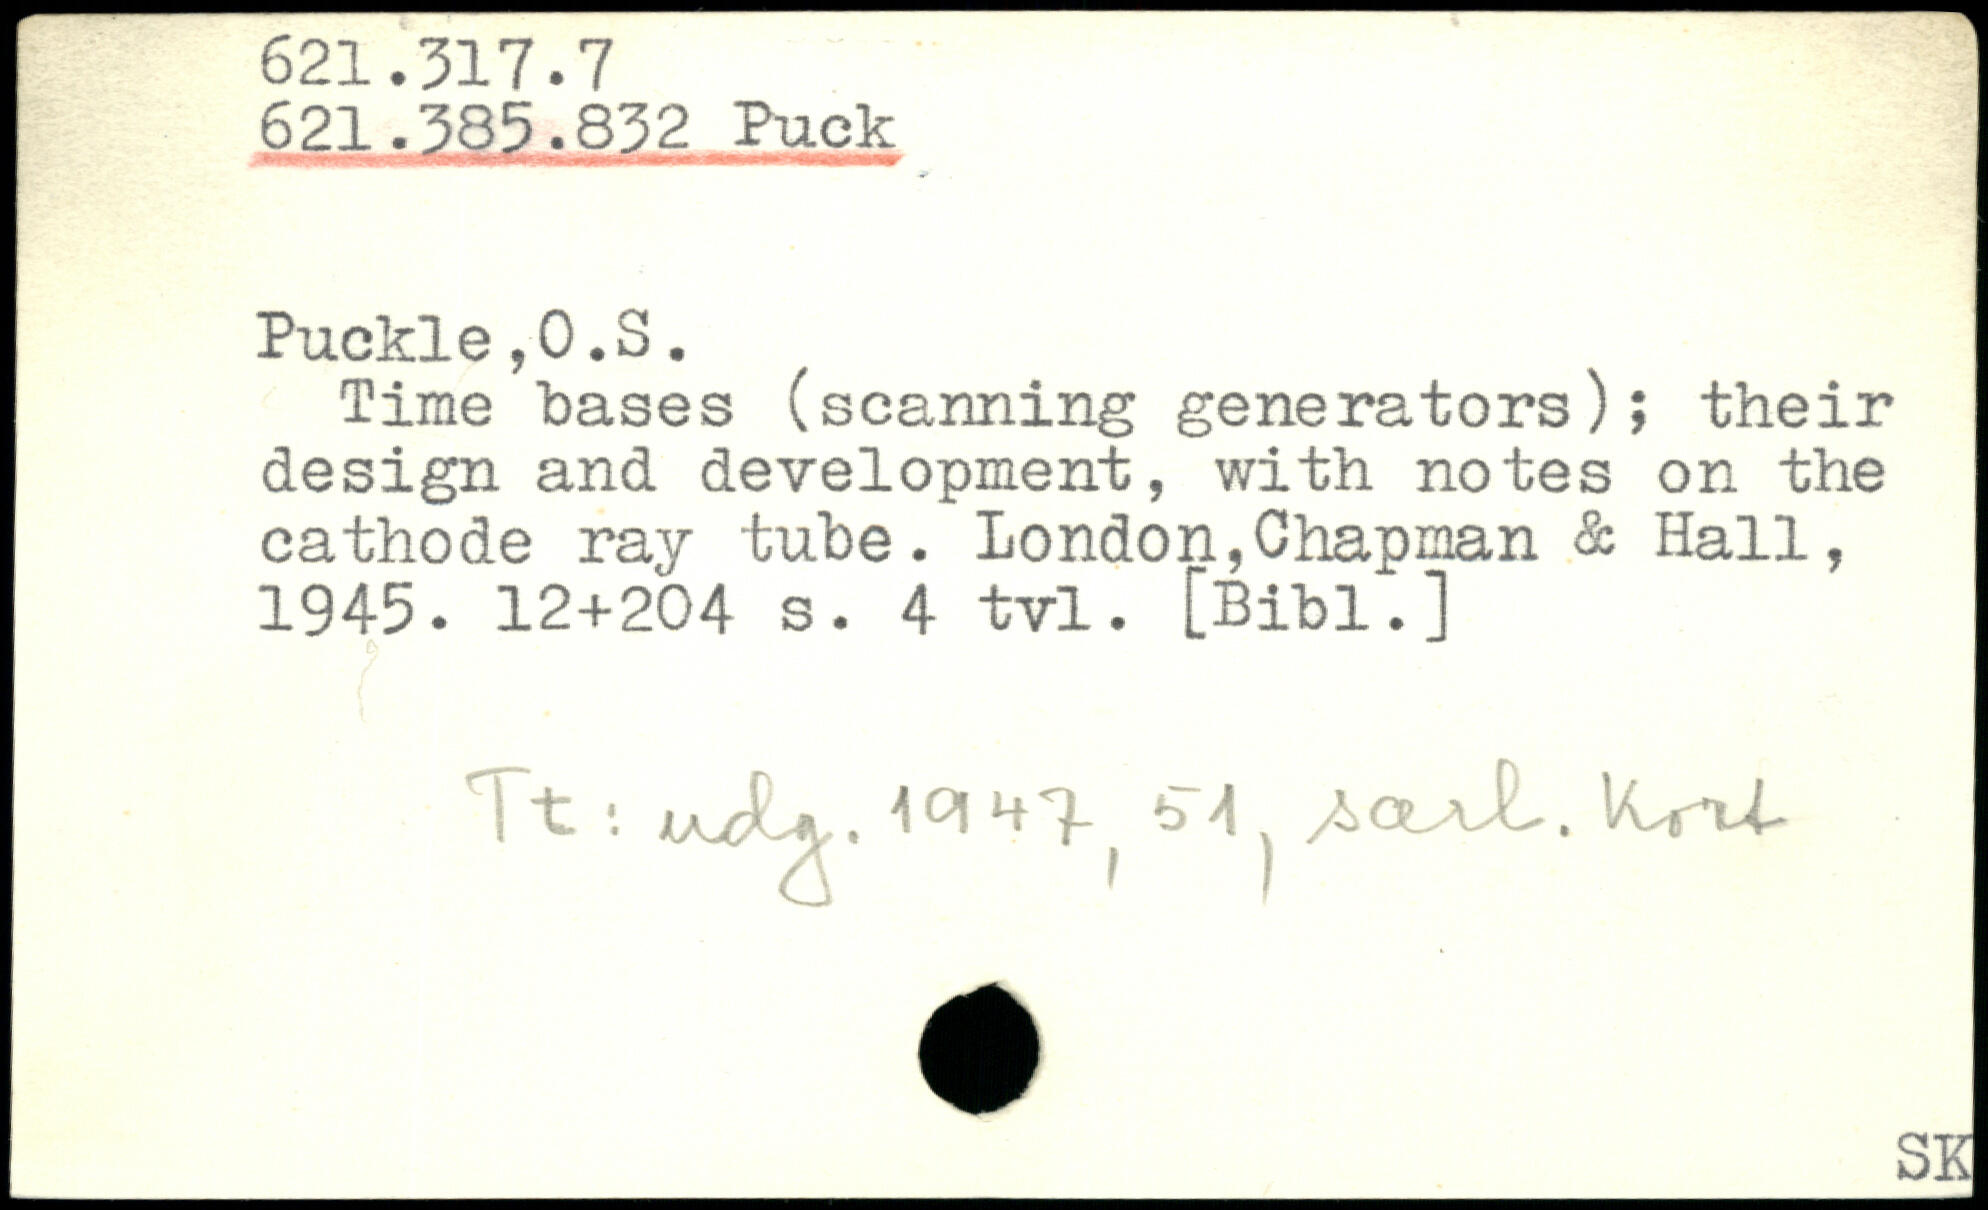 621.317.7
621.385.832 Puck
Puckle,O.S.
Time bases (scanning generators); their
design and development, with notes on the
cathode ray tube. London,Chapman & Hall,
1945. 12+204 s. 4 tvl. [Bibl.]
Tt: udg. 1947, 51, særl. Kort
SK